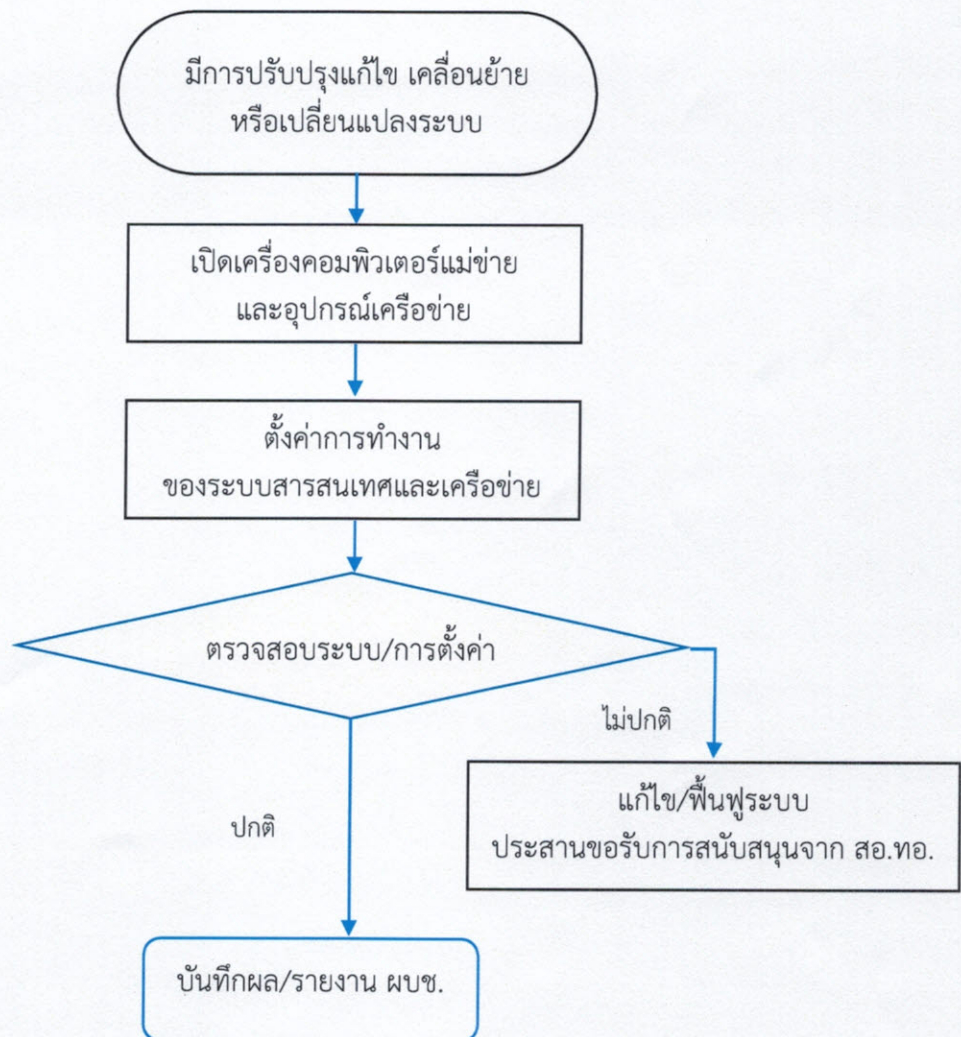 มีการปรับปรุงแก้ไข เคลื่อนย้าย
หรือเปลี่ยนแปลงระบบ
เปิดเครื่องคอมพิวเตอร์แม่ข่าย
และอุปกรณ์เครือข่าย
ตั้งค่าการทำงาน
ของระบบสารสนเทศและเครือข่าย
ตรวจสอบระบบ/การตั้งค่า
ไม่ปกติ
แก้ไข/ฟื้นฟูระบบ
ประสานขอรับการสนับสนุนจาก สอ.ทอ.
ปกติ
บันทึกผล/รายงาน ผบช.